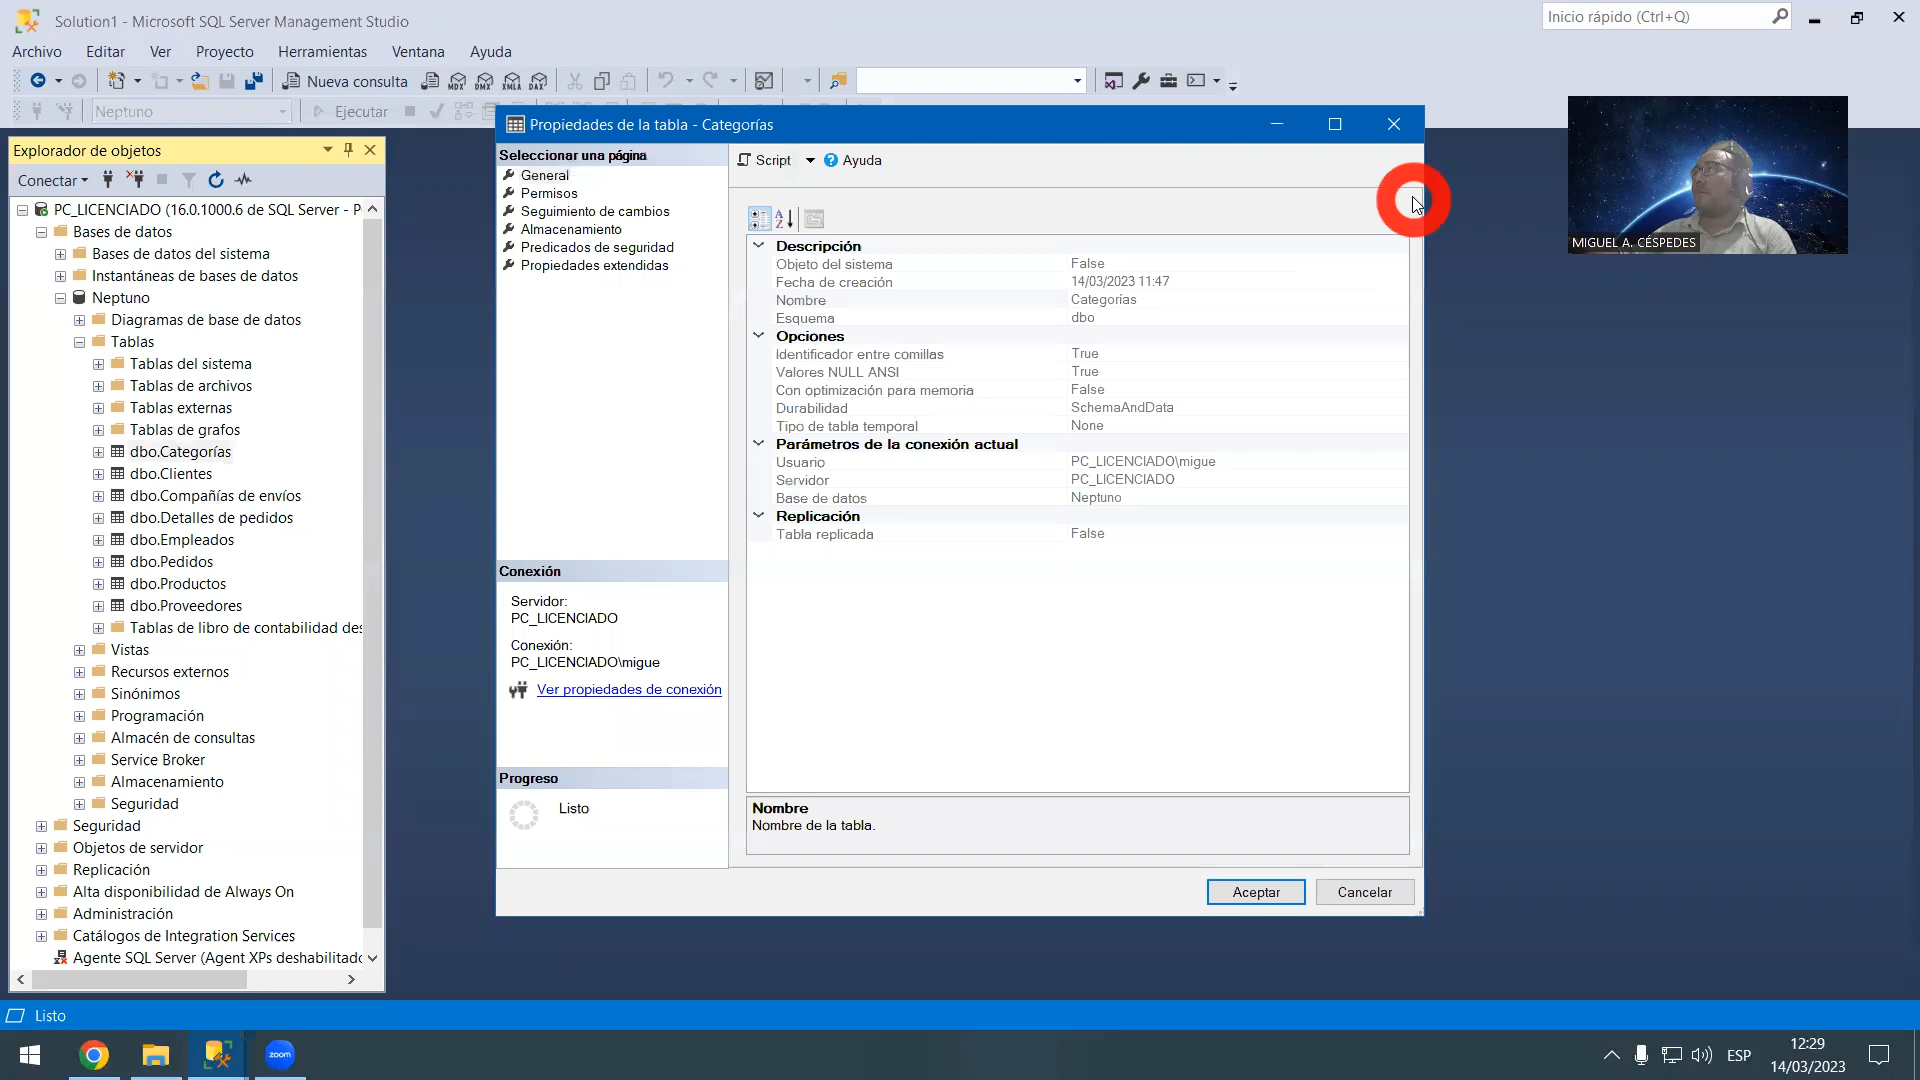 Solution1 - Microsoft SQL Server Management Studio
Inicio rápido (Ctrl+Q)
Archivo Editar Ver Proyecto Herramientas Ventana Ayuda
Nueva consulta MDX DMX XMLA DAX
Neptuno Ejecutar
Explorador de objetos
Conectar
PC_LICENCIADO (16.0.1000.6 de SQL Server - P
Bases de datos
Bases de datos del sistema
Instantáneas de bases de datos
Neptuno
Diagramas de base de datos
Tablas
Tablas del sistema
Tablas de archivos
Tablas externas
Tablas de grafos
dbo.Categorías
dbo.Clientes
dbo.Compañías de envíos
dbo.Detalles de pedidos
dbo.Empleados
dbo.Pedidos
dbo.Productos
dbo.Proveedores
Tablas de libro de contabilidad des
Vistas
Recursos externos
Sinónimos
Programación
Almacén de consultas
Service Broker
Almacenamiento
Seguridad
Seguridad
Objetos de servidor
Replicación
Alta disponibilidad de Always On
Administración
Catálogos de Integration Services
Agente SQL Server (Agent XPs deshabilitado
Propiedades de la tabla - Categorías
Seleccionar una página
General
Permisos
Seguimiento de cambios
Almacenamiento
Predicados de seguridad
Propiedades extendidas
Conexión
Servidor:
PC_LICENCIADO
Conexión:
PC_LICENCIADO\migue
Ver propiedades de conexión
Progreso
Listo
Script Ayuda
Descripción
Objeto del sistema False
Fecha de creación 14/03/2023 11:47
Nombre Categorías
Esquema dbo
Opciones
Identificador entre comillas True
Valores NULL ANSI True
Con optimización para memoria False
Durabilidad SchemaAndData
Tipo de tabla temporal None
Parámetros de la conexión actual
Usuario PC_LICENCIADO\migue
Servidor PC_LICENCIADO
Base de datos Neptuno
Replicación
Tabla replicada False
Nombre
Nombre de la tabla.
Aceptar Cancelar
MIGUEL A. CÉSPEDES
Listo
zoom
ESP
12:29
14/03/2023